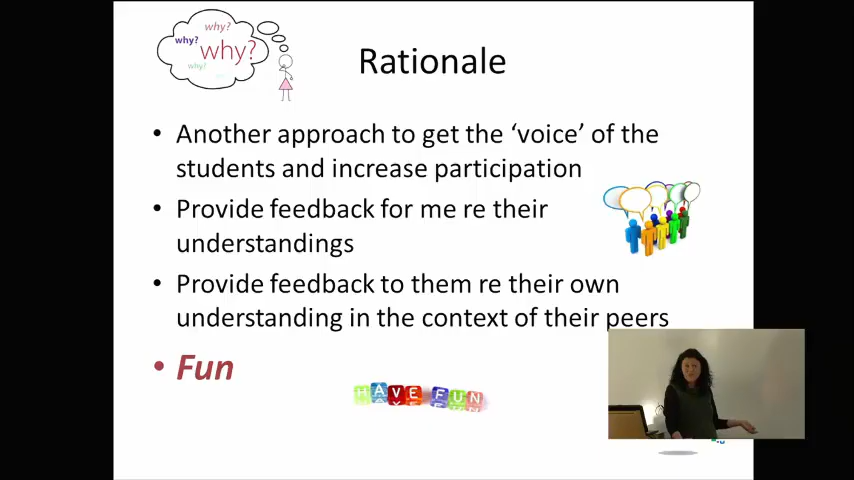 why?
why?
why?
why?
Rationale
• Another approach to get the ‘voice’ of the
students and increase participation
• Provide feedback for me re their
understandings
• Provide feedback to them re their own
understanding in the context of their peers
• Fun
HAVE FUN